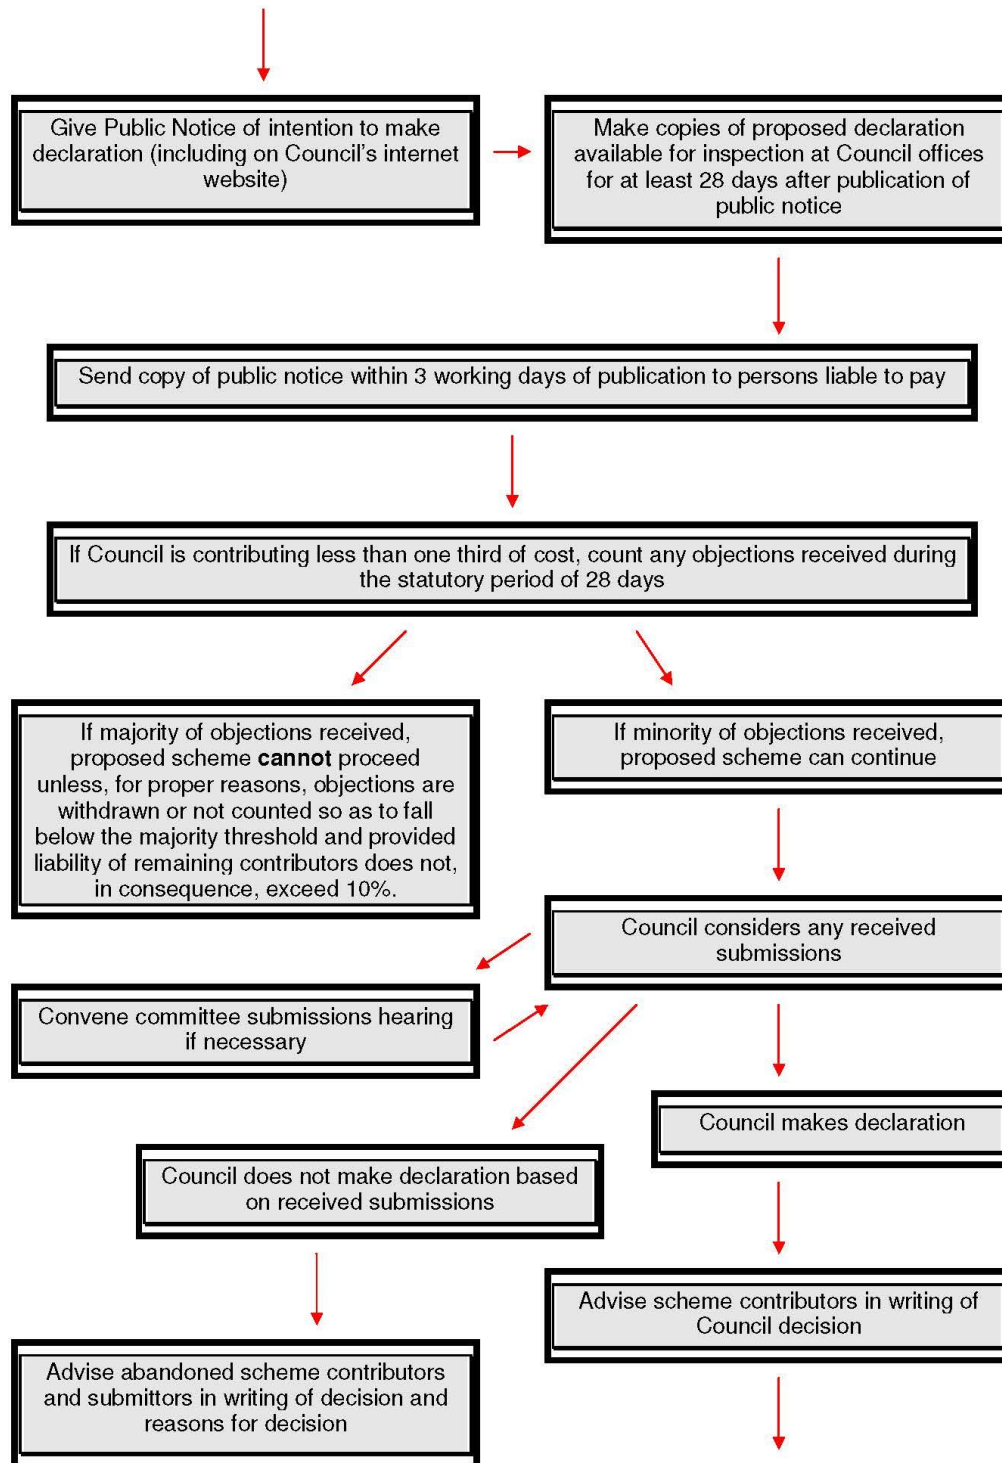 Give Public Notice of intention to make
declaration (including on Council's internet
website)
Make copies of proposed declaration
available for inspection at Council offices
for at least 28 days after publication of
public notice
Send copy of public notice within 3 working days of publication to persons liable to pay
If Council is contributing less than one third of cost, count any objections received during
the statutory period of 28 days
If majority of objections received,
proposed scheme cannot proceed
unless, for proper reasons, objections are
withdrawn or not counted so as to fall
below the majority threshold and provided
liability of remaining contributors does not,
in consequence, exceed 10%.
If minority of objections received,
proposed scheme can continue
Council considers any received
submissions
Convene committee submissions hearing
if necessary
Council makes declaration
Council does not make declaration based
on received submissions
Advise scheme contributors in writing of
Council decision
Advise abandoned scheme contributors
and submittors in writing of decision and
reasons for decision